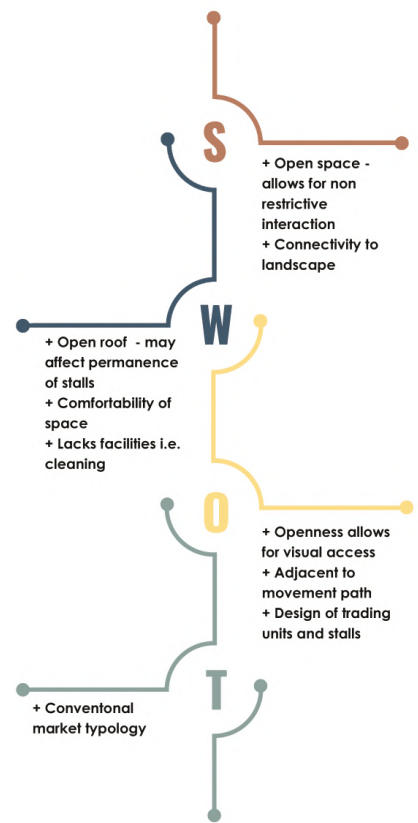 S
+ Open space -
allows for non
restrictive
interaction
+ Connectivity to
landscape
W
+ Open roof - may
affect permanence
of stalls
+ Comfortability of
space
+ Lacks facilities i.e.
cleaning
O
+ Openness allows
for visual access
+ Adjacent to
movement path
+ Design of trading
units and stalls
T
+ Conventonal
market typology